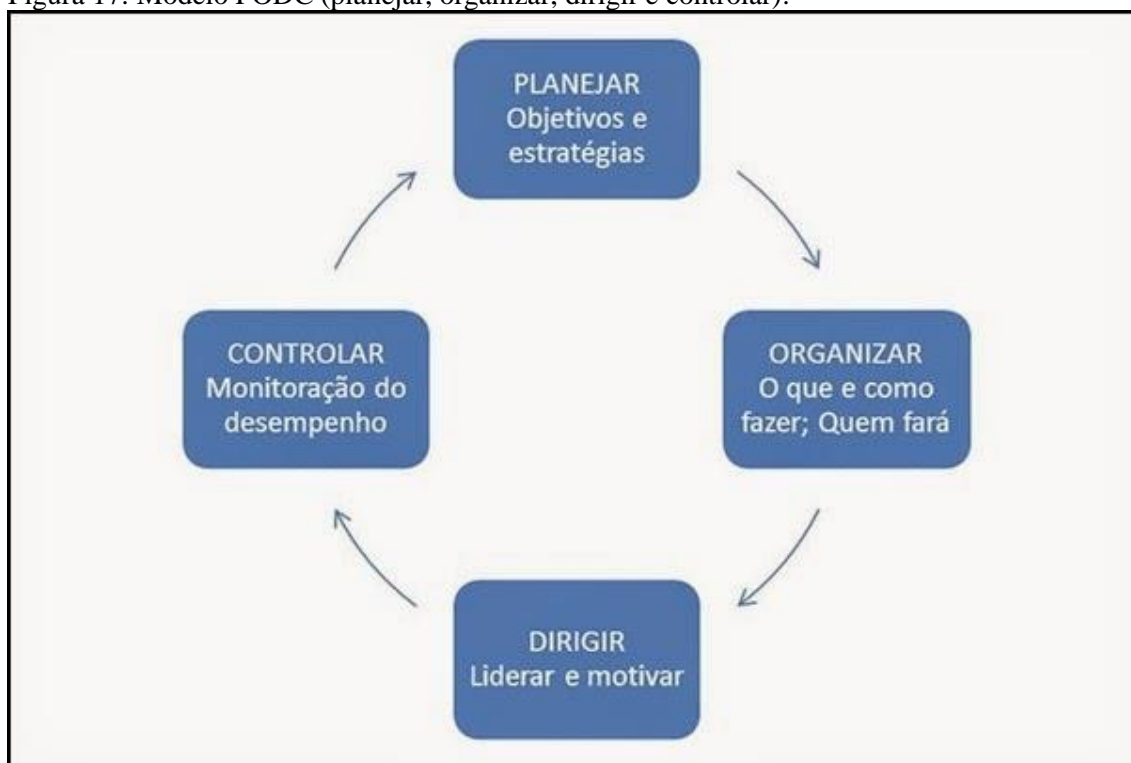 Figura 17: Modelo PODC (planejar, organizar, dirigir e controlar).
PLANEJAR
Objetivos e
estratégias
CONTROLAR
Monitoração do
desempenho
ORGANIZAR
O que e como
fazer; Quem fará
DIRIGIR
Liderar e motivar